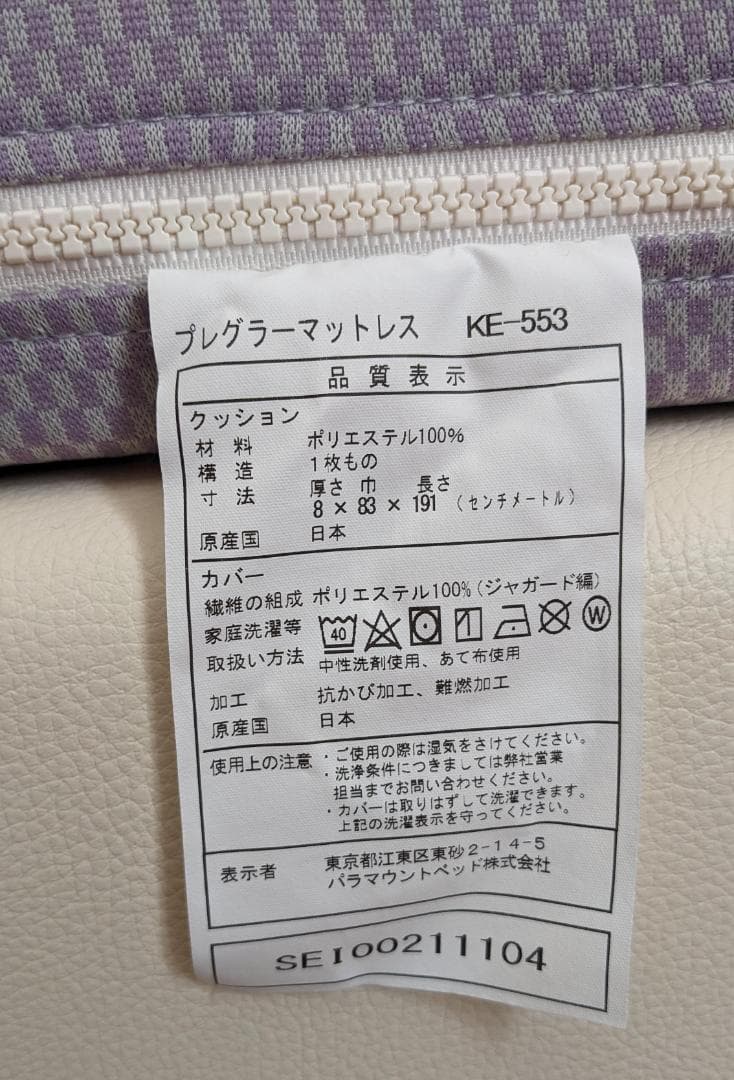 プレグラーマットレス KE-553
品質表示
クッション
材料 ポリエステル100%
構造 1枚もの
寸法 厚さ 巾 長さ
8 × 83 × 191 (センチメートル)
原産国 日本
カバー
繊維の組成 ポリエステル100%(ジャガード編)
家庭洗濯等 40 W
取扱い方法 中性洗剤使用、あて布使用
加工 抗かび加工、難燃加工
原産国 日本
使用上の注意 ・ご使用の際は湿気をさけてください。
・洗浄条件につきましては弊社営業
担当までお問い合わせください。
・カバーは取りはずして洗濯できます。
上記の洗濯表示を守ってください。
表示者 東京都江東区東砂2-14-5
パラマウントベッド株式会社
SEI00211104